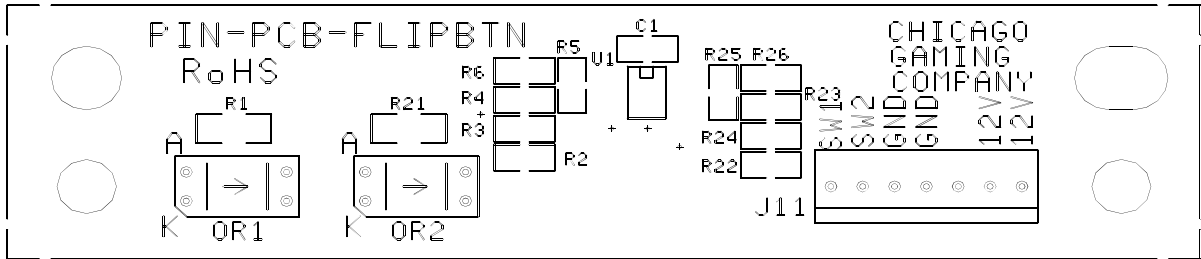 PIN-PCB-FLIPBTN
RoHS
CHICAGO
GAMING
COMPANY
C1
U1
R5
R6
R4
R3
R2
R25
R26
R23
R24
R22
R1
R21
A
K
OR1
A
K
OR2
SW1
SW2
GND
GND
12V
12V
J11